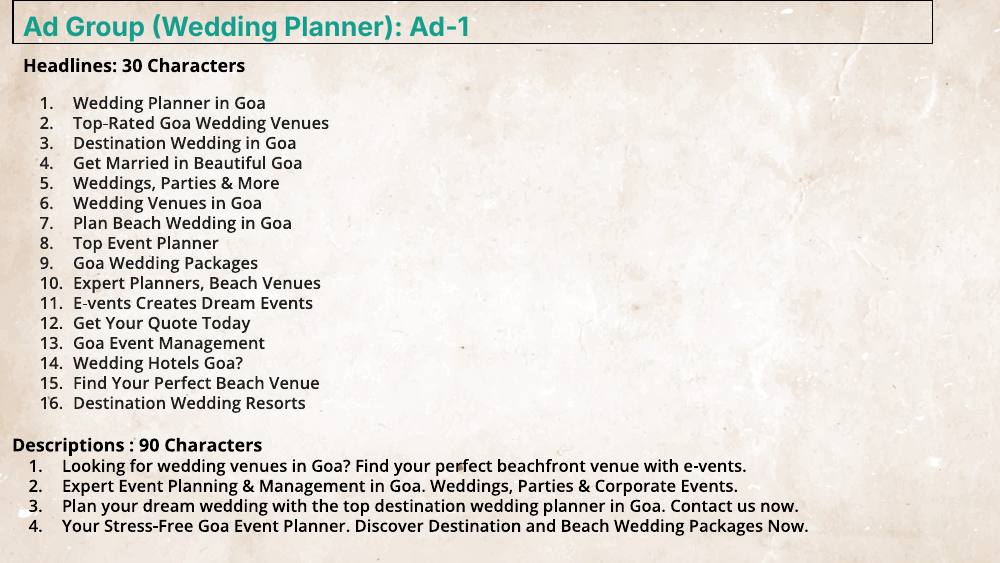 Ad Group (Wedding Planner): Ad-1
Headlines: 30 Characters
1. Wedding Planner in Goa
2. Top-Rated Goa Wedding Venues
3. Destination Wedding in Goa
4. Get Married in Beautiful Goa
5. Weddings, Parties & More
6. Wedding Venues in Goa
7. Plan Beach Wedding in Goa
8. Top Event Planner
9. Goa Wedding Packages
10. Expert Planners, Beach Venues
11. E-vents Creates Dream Events
12. Get Your Quote Today
13. Goa Event Management
14. Wedding Hotels Goa?
15. Find Your Perfect Beach Venue
16. Destination Wedding Resorts
Descriptions : 90 Characters
1. Looking for wedding venues in Goa? Find your perfect beachfront venue with e-vents.
2. Expert Event Planning & Management in Goa. Weddings, Parties & Corporate Events.
3. Plan your dream wedding with the top destination wedding planner in Goa. Contact us now.
4. Your Stress-Free Goa Event Planner. Discover Destination and Beach Wedding Packages Now.